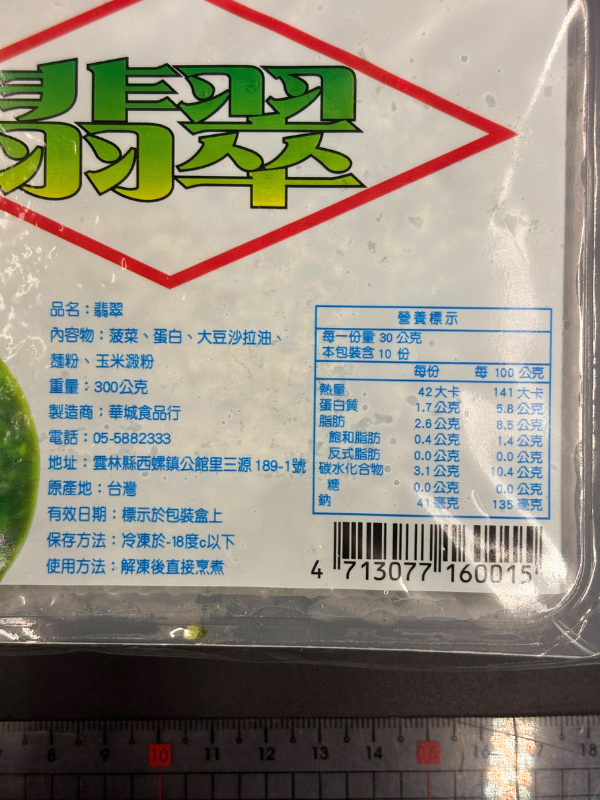 翡翠
品名：翡翠
內容物：菠菜、蛋白、大豆沙拉油、
麵粉、玉米澱粉
重量：300公克
製造商：華城食品行
電話：05-5882333
地址：雲林縣西螺鎮公館里三源189-1號
原產地：台灣
有效日期：標示於包裝盒上
保存方法：冷凍於-18度c以下
使用方法：解凍後直接烹煮
營養標示
每一份量 30 公克
本包裝含 10 份
每份 每 100 公克
熱量 42 大卡 141 大卡
蛋白質 1.7 公克 5.8 公克
脂肪 2.6 公克 8.5 公克
飽和脂肪 0.4 公克 1.4 公克
反式脂肪 0.0 公克 0.0 公克
碳水化合物 3.1 公克 10.4 公克
糖 0.0 公克 0.0 公克
鈉 41 毫克 135 毫克
4 713077 160015
8 9 10 11 12 13 14 15 16 17 18